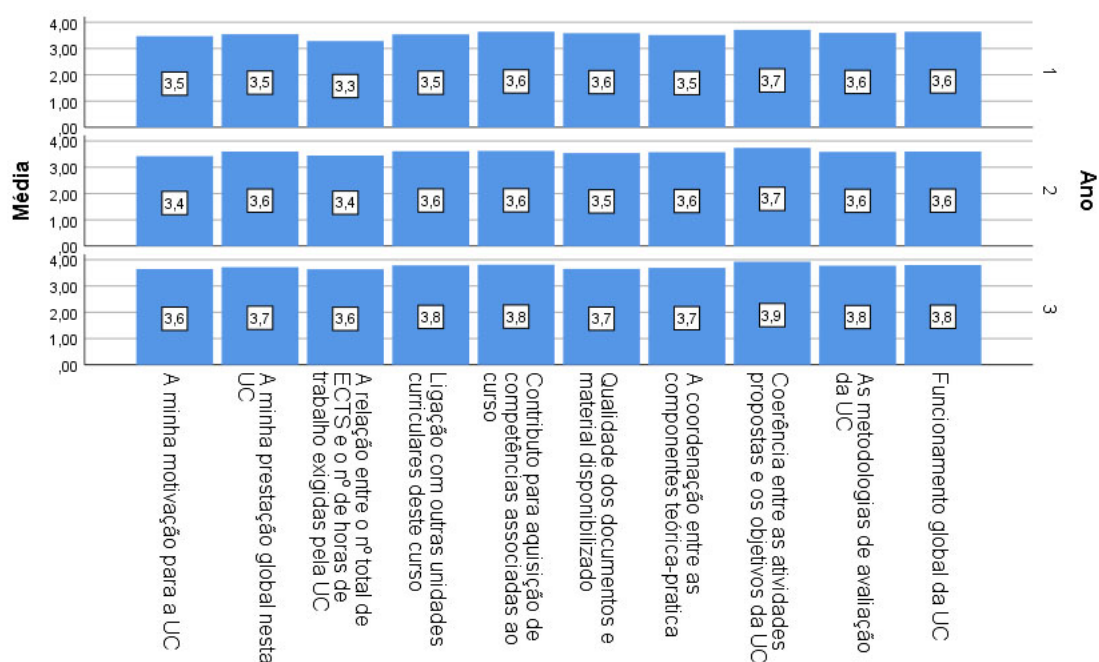 Média
Ano
4,00
3,00
2,00
1,00
,00
3,5
3,5
3,3
3,5
3,6
3,6
3,5
3,7
3,6
3,6
1
4,00
3,00
2,00
1,00
,00
3,4
3,6
3,4
3,6
3,6
3,5
3,6
3,7
3,6
3,6
2
4,00
3,00
2,00
1,00
,00
3,6
3,7
3,6
3,8
3,8
3,7
3,7
3,9
3,8
3,8
3
A minha motivação para a UC
A minha prestação global nesta
UC
A relação entre o nº total de
ECTS e o nº de horas de
trabalho exigidas pela UC
Ligação com outras unidades
curriculares deste curso
Contributo para aquisição de
competências associadas ao
curso
Qualidade dos documentos e
material disponibilizado
A coordenação entre as
componentes teórica-pratica
Coerência entre as atividades
propostas e os objetivos da UC
As metodologias de avaliação
da UC
Funcionamento global da UC